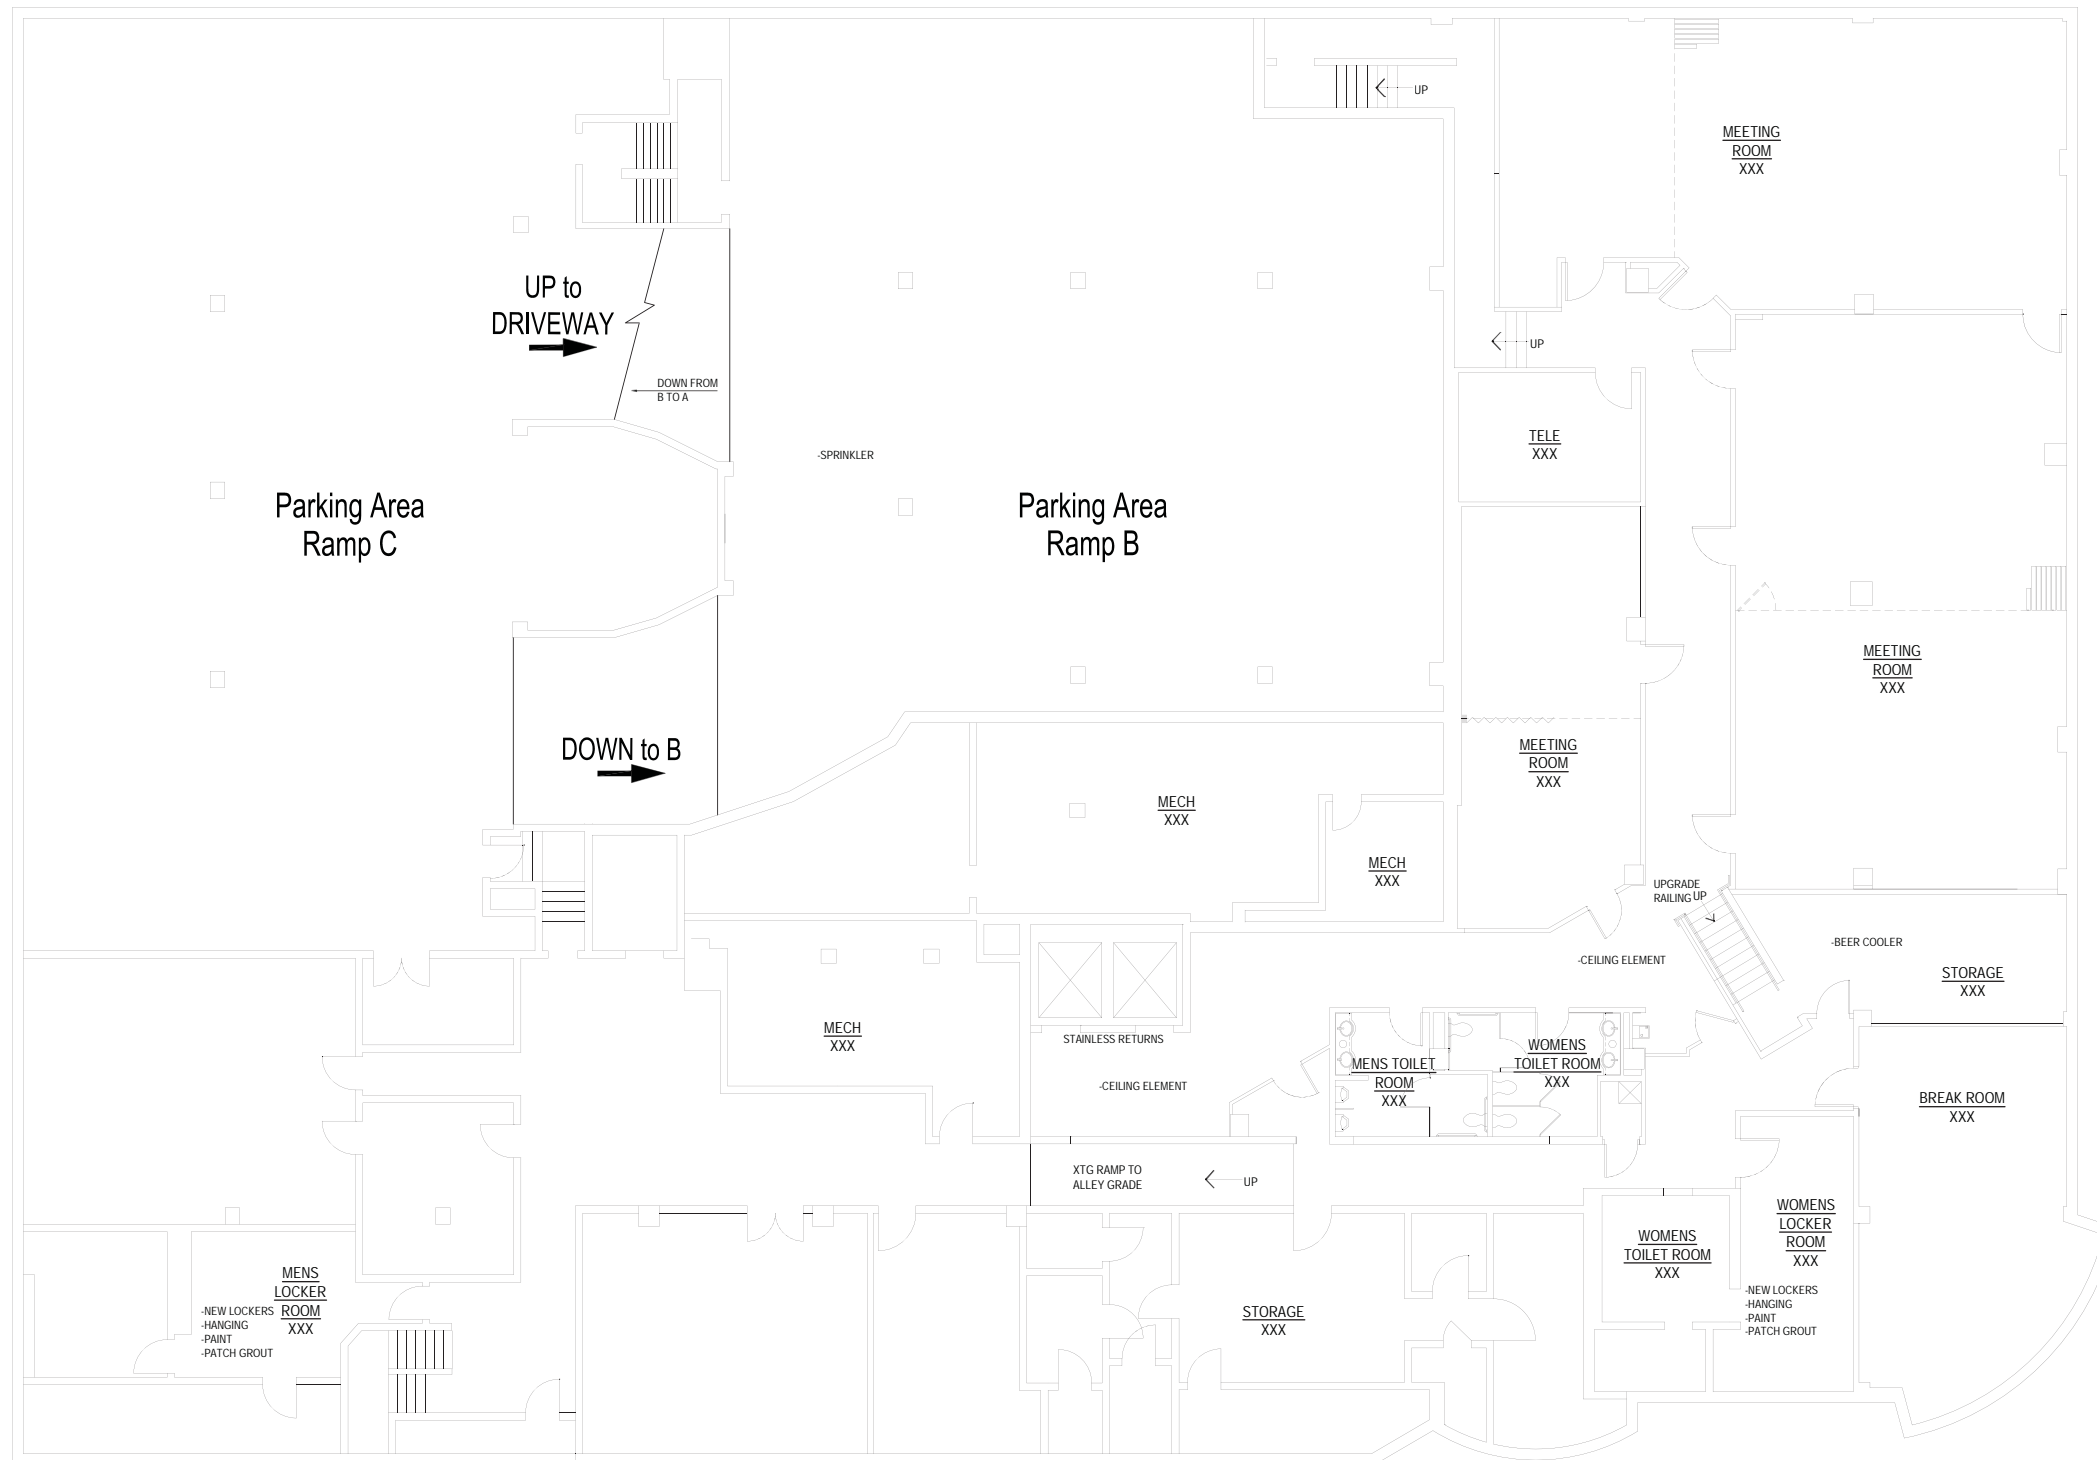 UP
MEETING
ROOM
XXX
UP to
DRIVEWAY
DOWN FROM
B TO A
UP
-SPRINKLER
TELE
XXX
Parking Area
Ramp C
Parking Area
Ramp B
MEETING
ROOM
XXX
DOWN to B
MEETING
ROOM
XXX
MECH
XXX
MECH
XXX
UPGRADE
RAILING
UP
-BEER COOLER
-CEILING ELEMENT
STORAGE
XXX
MECH
XXX
STAINLESS RETURNS
-CEILING ELEMENT
MENS TOILET
ROOM
XXX
WOMENS
TOILET ROOM
XXX
BREAK ROOM
XXX
XTG RAMP TO
ALLEY GRADE
UP
WOMENS
LOCKER
ROOM
XXX
-NEW LOCKERS
-HANGING
-PAINT
-PATCH GROUT
WOMENS
TOILET ROOM
XXX
MENS
LOCKER
ROOM
XXX
-NEW LOCKERS
-HANGING
-PAINT
-PATCH GROUT
STORAGE
XXX